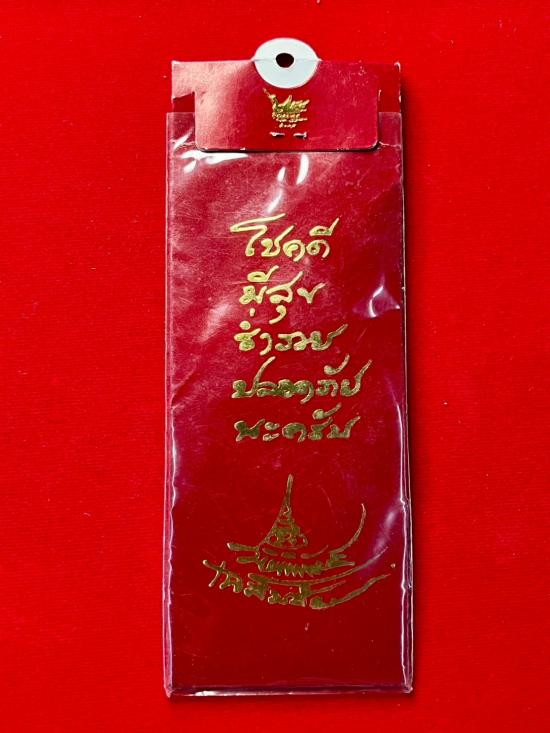 โชคดี
มีสุข
ร่ำรวย
ปลอดภัย
นะครับ